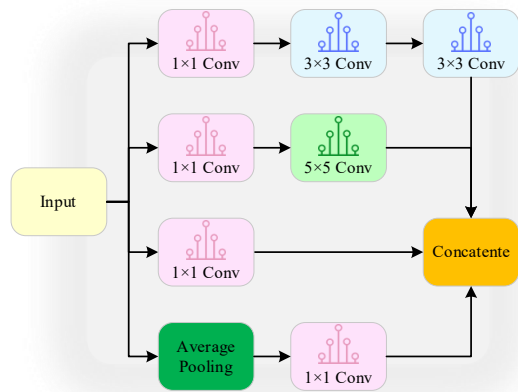 1×1 Conv
3×3 Conv
3×3 Conv
1×1 Conv
5×5 Conv
Input
1×1 Conv
Concatente
Average
Pooling
1×1 Conv